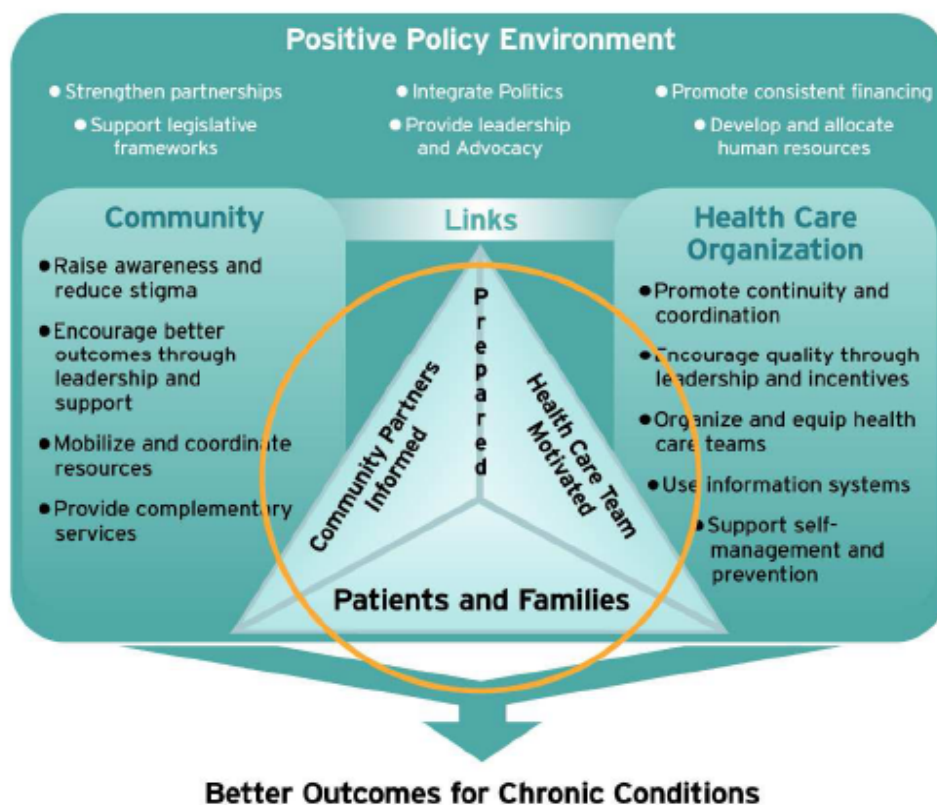 Positive Policy Environment
● Strengthen partnerships
● Support legislative
frameworks
● Integrate Politics
● Provide leadership
and Advocacy
● Promote consistent financing
● Develop and allocate
human resources
Community
● Raise awareness and
reduce stigma
● Encourage better
outcomes through
leadership and
support
● Mobilize and coordinate
resources
● Provide complementary
services
Links
Prepared
Community Partners
Informed
Health Care Team
Motivated
Patients and Families
Health Care
Organization
● Promote continuity and
coordination
● Encourage quality through
leadership and incentives
● Organize and equip health
care teams
● Use information systems
● Support self-
management and
prevention
Better Outcomes for Chronic Conditions